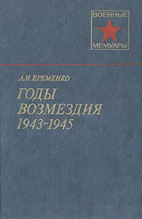 ВОЕННЫЕ
МЕМУАРЫ
А.И. ЕРЕМЕНКО
ГОДЫ
ВОЗМЕЗДИЯ
1943-1945